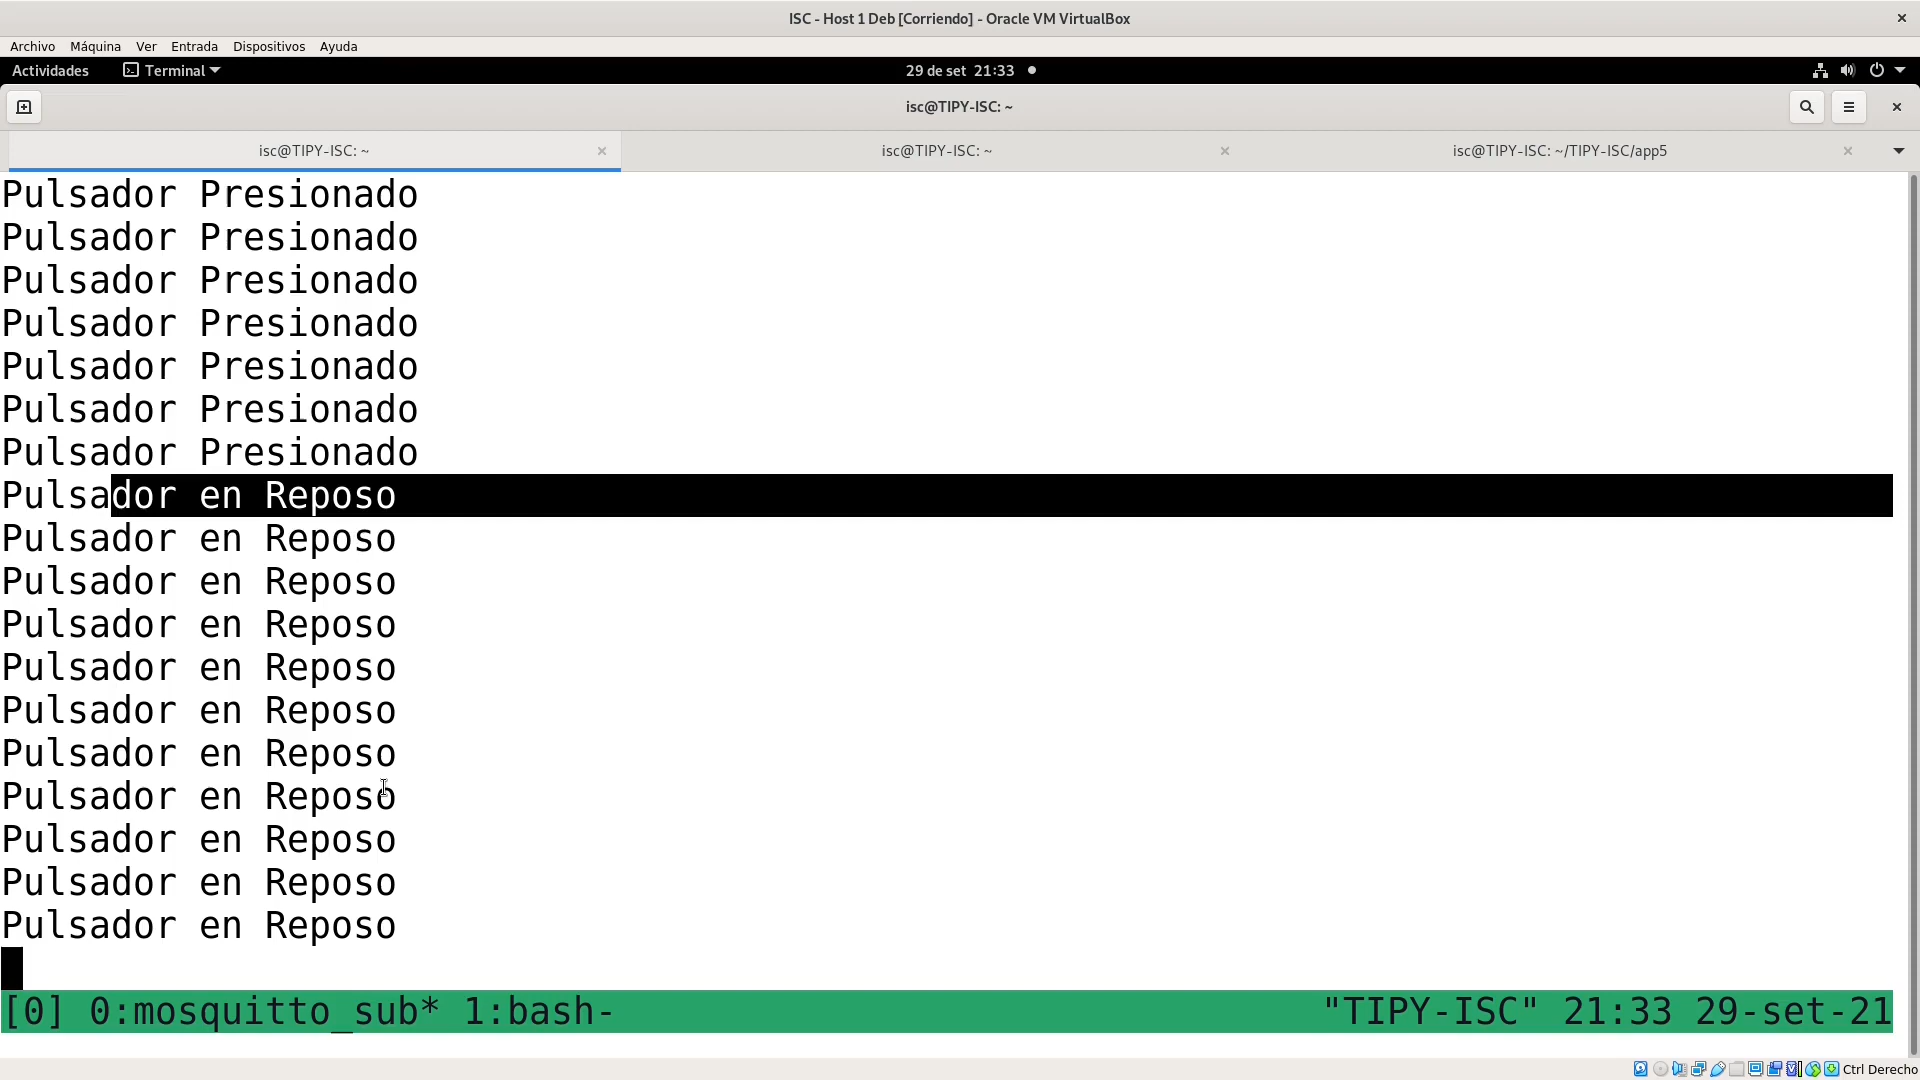 ISC - Host 1 Deb [Corriendo] - Oracle VM VirtualBox
Archivo Máquina Ver Entrada Dispositivos Ayuda
Actividades Terminal 29 de set 21:33
isc@TIPY-ISC: ~
isc@TIPY-ISC: ~ isc@TIPY-ISC: ~ isc@TIPY-ISC: ~/TIPY-ISC/app5
Pulsador Presionado
Pulsador Presionado
Pulsador Presionado
Pulsador Presionado
Pulsador Presionado
Pulsador Presionado
Pulsador Presionado
Pulsador en Reposo
Pulsador en Reposo
Pulsador en Reposo
Pulsador en Reposo
Pulsador en Reposo
Pulsador en Reposo
Pulsador en Reposo
Pulsador en Reposo
Pulsador en Reposo
Pulsador en Reposo
Pulsador en Reposo
[0] 0:mosquitto_sub* 1:bash- "TIPY-ISC" 21:33 29-set-21
Ctrl Derecho